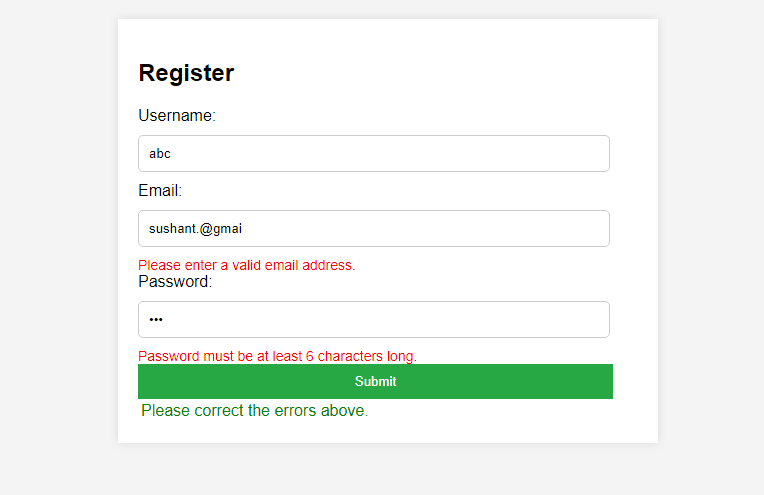 Register
Username:
abc
Email:
sushant.@gmai
Please enter a valid email address.
Password:
•••
Password must be at least 6 characters long.
Submit
Please correct the errors above.